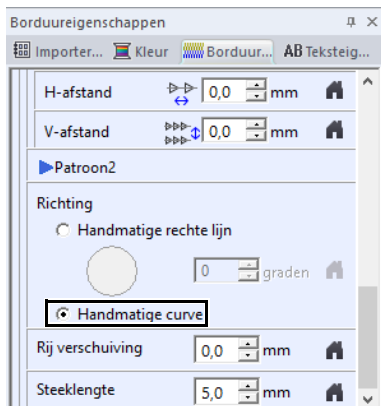 Borduureigenschappen
Importer... Kleur Borduur... AB Teksteig...
H-afstand 0,0 mm
V-afstand 0,0 mm
Patroon2
Richting
Handmatige rechte lijn
0 graden
Handmatige curve
Rij verschuiving 0,0 mm
Steeklengte 5,0 mm